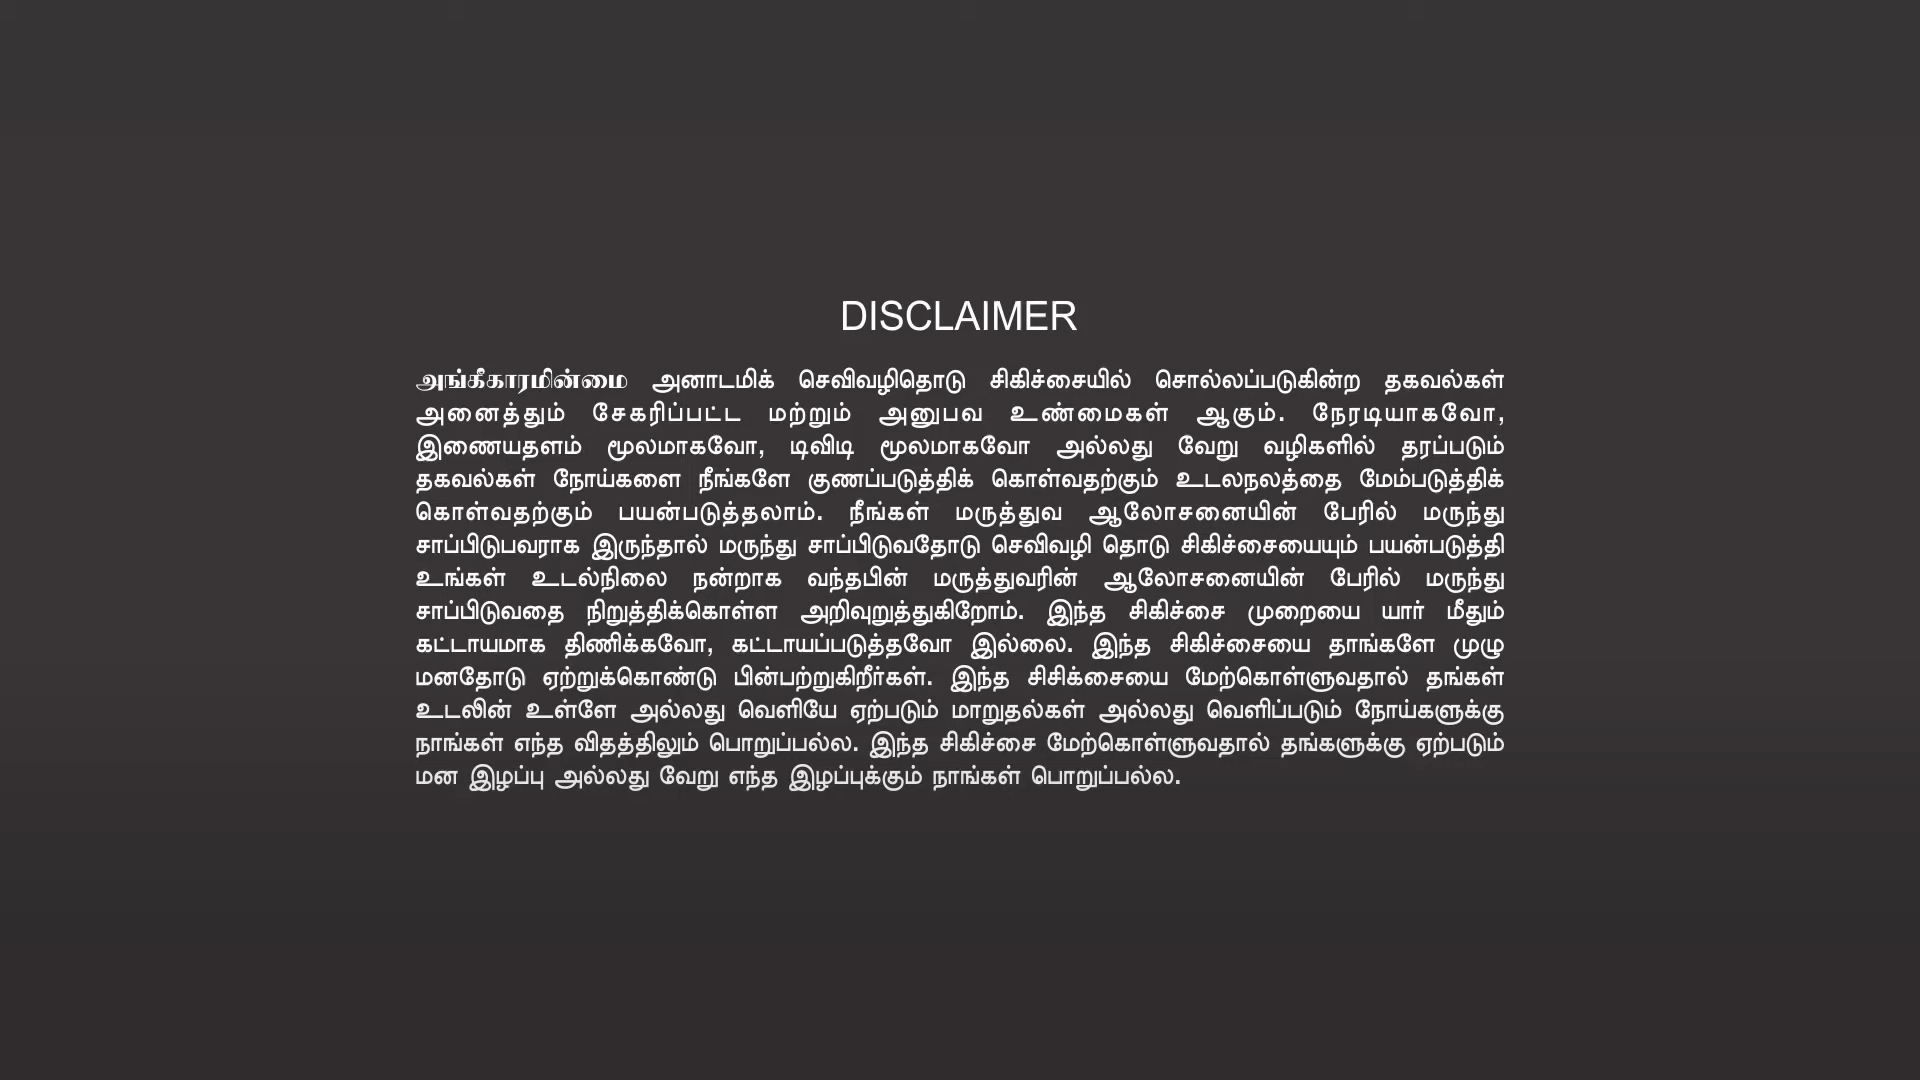 DISCLAIMER
அங்கீகாரமின்மை அனாடமிக் செவிவழிதொடு சிகிச்சையில் சொல்லப்படுகின்ற தகவல்கள்
அனைத்தும் சேகரிப்பட்ட மற்றும் அனுபவ உண்மைகள் ஆகும். நேரடியாகவோ,
இணையதளம் மூலமாகவோ, டிவிடி மூலமாகவோ அல்லது வேறு வழிகளில் தரப்படும்
தகவல்கள் நோய்களை நீங்களே குணப்படுத்திக் கொள்வதற்கும் உடலநலத்தை மேம்படுத்திக்
கொள்வதற்கும் பயன்படுத்தலாம். நீங்கள் மருத்துவ ஆலோசனையின் பேரில் மருந்து
சாப்பிடுபவராக இருந்தால் மருந்து சாப்பிடுவதோடு செவிவழி தொடு சிகிச்சையையும் பயன்படுத்தி
உங்கள் உடல்நிலை நன்றாக வந்தபின் மருத்துவரின் ஆலோசனையின் பேரில் மருந்து
சாப்பிடுவதை நிறுத்திக்கொள்ள அறிவுறுத்துகிறோம். இந்த சிகிச்சை முறையை யார் மீதும்
கட்டாயமாக திணிக்கவோ, கட்டாயப்படுத்தவோ இல்லை. இந்த சிகிச்சையை தாங்களே முழு
மனதோடு ஏற்றுக்கொண்டு பின்பற்றுகிறீர்கள். இந்த சிசிக்சையை மேற்கொள்ளுவதால் தங்கள்
உடலின் உள்ளே அல்லது வெளியே ஏற்படும் மாறுதல்கள் அல்லது வெளிப்படும் நோய்களுக்கு
நாங்கள் எந்த விதத்திலும் பொறுப்பல்ல. இந்த சிகிச்சை மேற்கொள்ளுவதால் தங்களுக்கு ஏற்படும்
மன இழப்பு அல்லது வேறு எந்த இழப்புக்கும் நாங்கள் பொறுப்பல்ல.